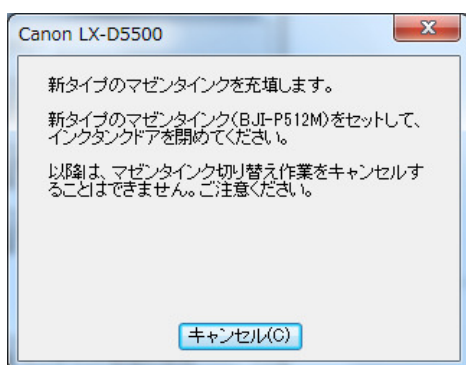 Canon LX-D5500
新タイプのマゼンタインクを充填します。
新タイプのマゼンタインク(BJI-P512M)をセットして、
インクタンクドアを閉めてください。
以降は、マゼンタインク切り替え作業をキャンセルす
ることはできません。ご注意ください。
キャンセル(C)